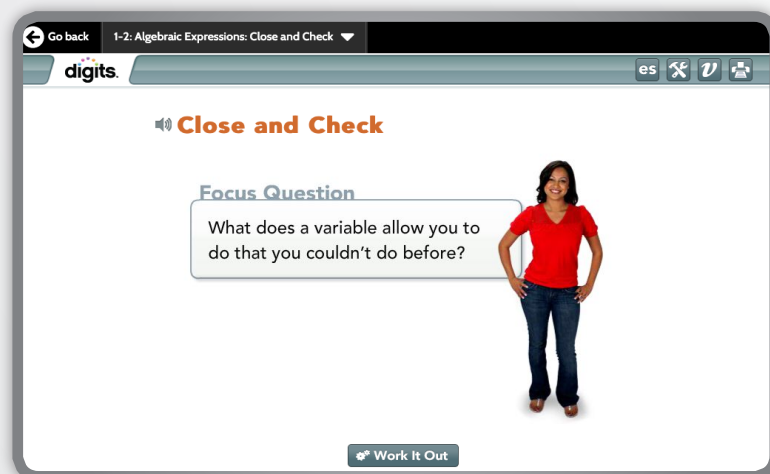 Go back
1-2: Algebraic Expressions: Close and Check
digits.
es
V
Close and Check
Focus Question
What does a variable allow you to
do that you couldn't do before?
Work It Out